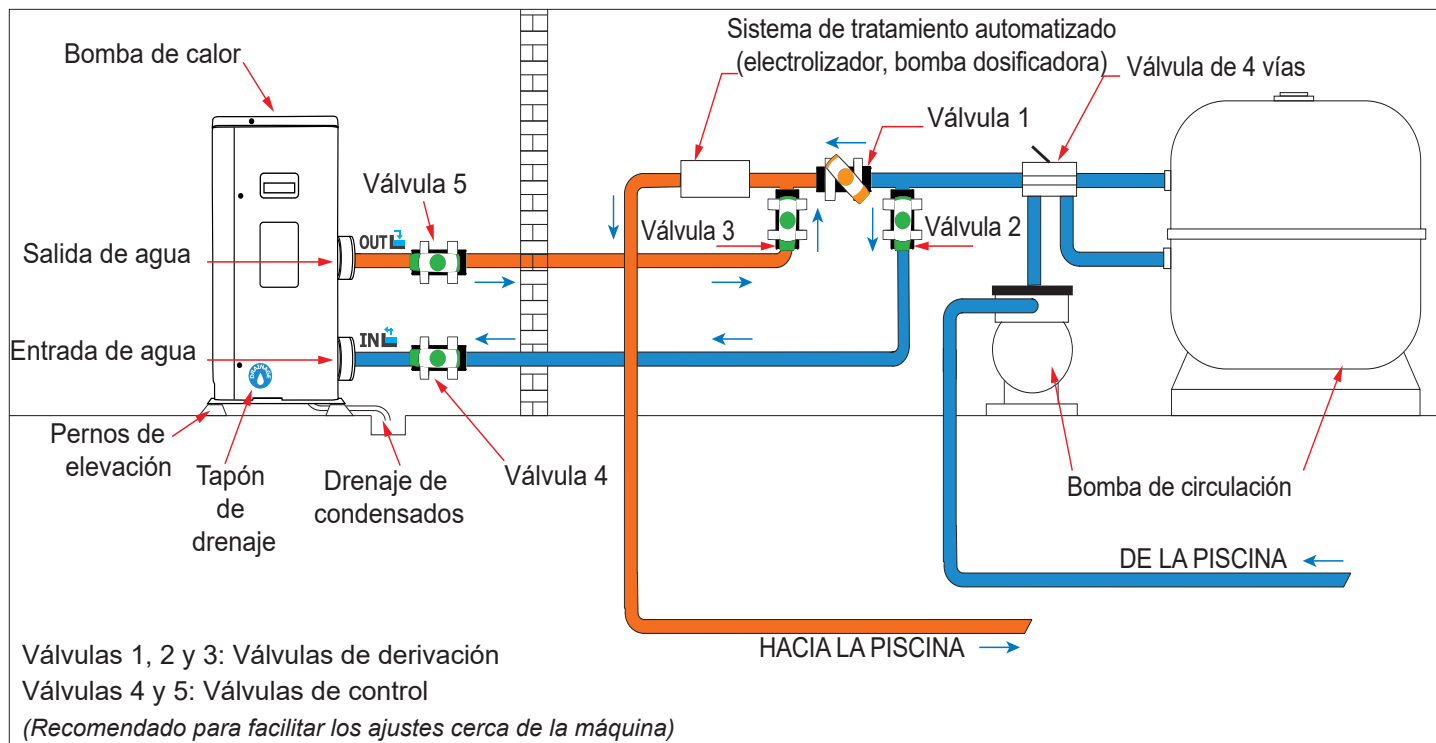 Bomba de calor
Sistema de tratamiento automatizado
(electrolizador, bomba dosificadora)
Válvula de 4 vías
Válvula 1
Válvula 5
Válvula 3
Válvula 2
OUT
Salida de agua
IN
Entrada de agua
DRAINAGE
Pernos de
elevación
Tapón
de
drenaje
Drenaje de
condensados
Válvula 4
Bomba de circulación
DE LA PISCINA
HACIA LA PISCINA
Válvulas 1, 2 y 3: Válvulas de derivación
Válvulas 4 y 5: Válvulas de control
(Recomendado para facilitar los ajustes cerca de la máquina)